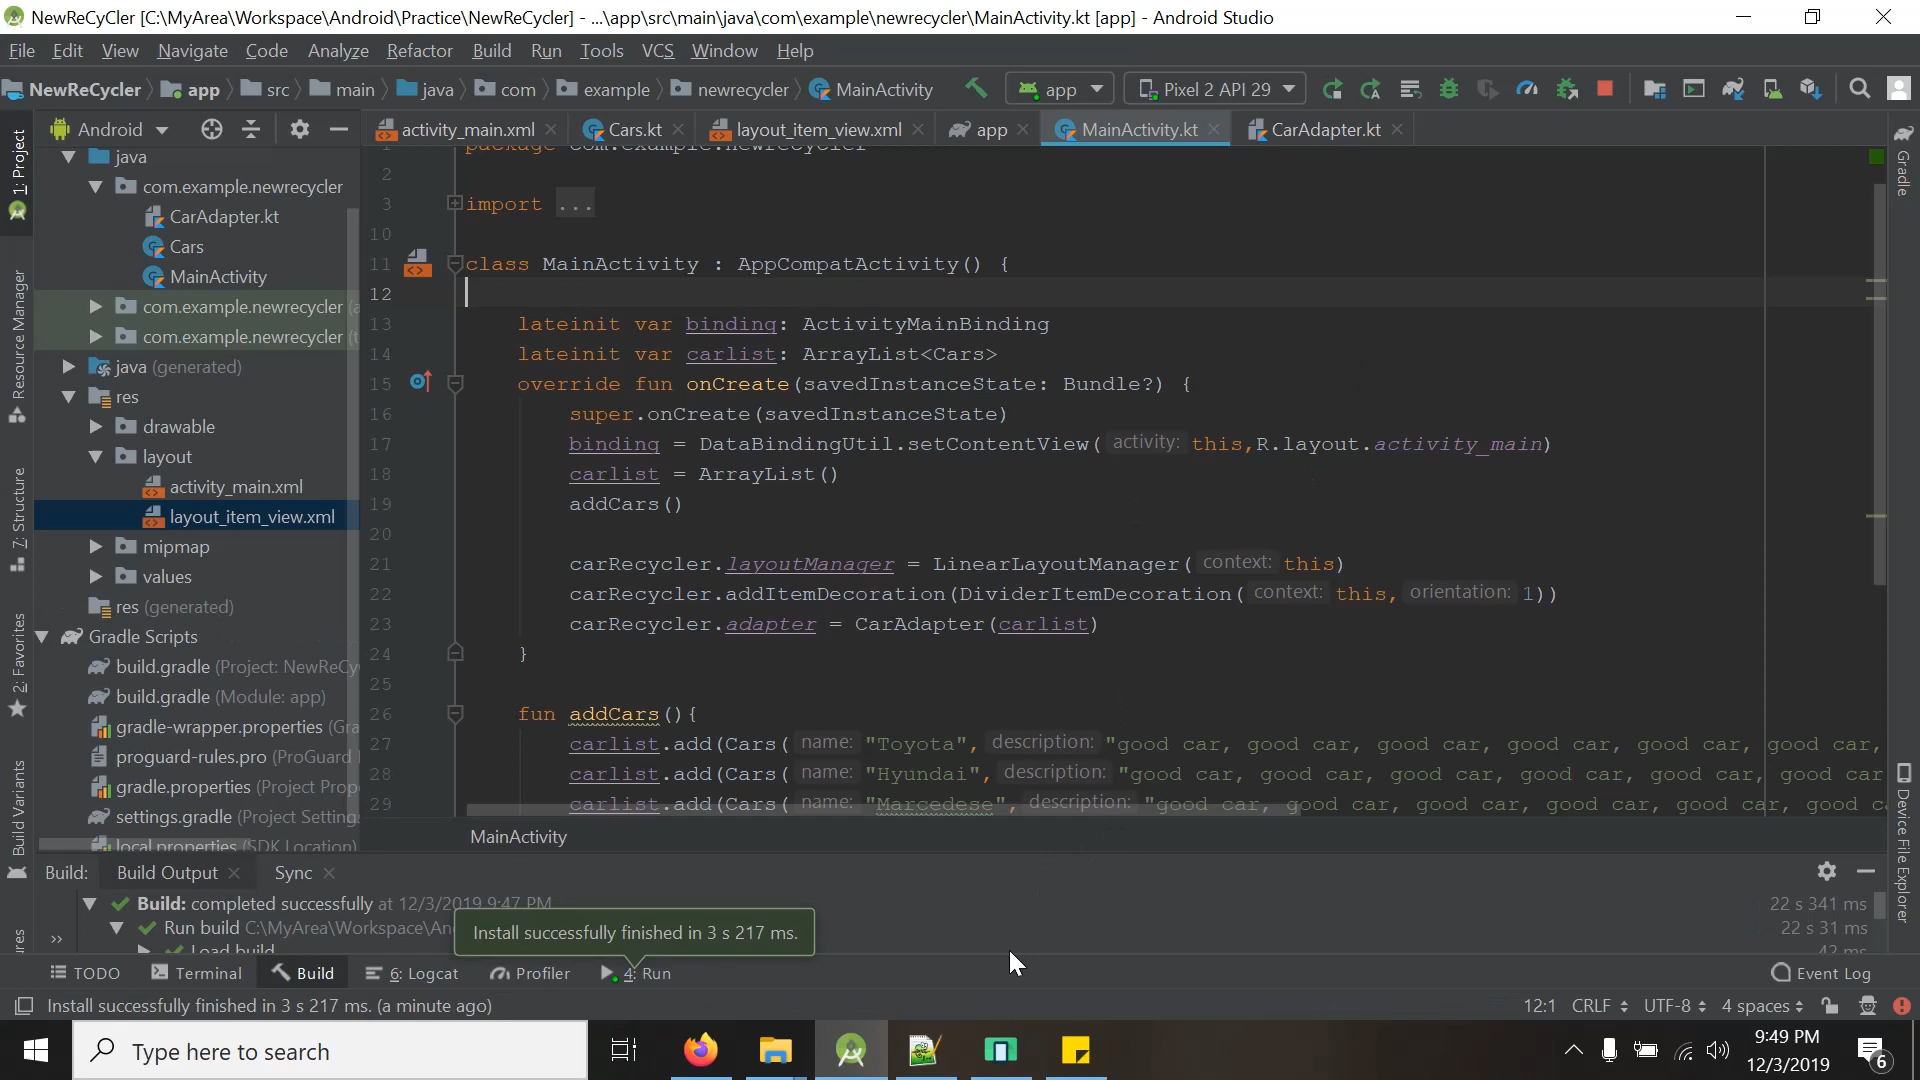 NewReCyCler [C:\MyArea\Workspace\Android\Practice\NewReCycler] - ...\app\src\main\java\com\example\newrecycler\MainActivity.kt [app] - Android Studio
File Edit View Navigate Code Analyze Refactor Build Run Tools VCS Window Help
NewReCycler app src main java com example newrecycler MainActivity app Pixel 2 API 29
Android activity_main.xml Cars.kt layout_item_view.xml app MainActivity.kt CarAdapter.kt
1: Project
Resource Manager
7: Structure
2: Favorites
Build Variants
java
com.example.newrecycler
CarAdapter.kt
Cars
MainActivity
com.example.newrecycler
com.example.newrecycler
java (generated)
res
drawable
layout
activity_main.xml
layout_item_view.xml
mipmap
values
res (generated)
Gradle Scripts
build.gradle (Project: NewReCy
build.gradle (Module: app)
gradle-wrapper.properties (Gra
proguard-rules.pro (ProGuard
gradle.properties (Project Prop
settings.gradle (Project Setting
local.properties (SDK Location)
package com.example.newrecycler
2
3 import ...
10
11 class MainActivity : AppCompatActivity() {
12
13 lateinit var binding: ActivityMainBinding
14 lateinit var carlist: ArrayList<Cars>
15 override fun onCreate(savedInstanceState: Bundle?) {
16 super.onCreate(savedInstanceState)
17 binding = DataBindingUtil.setContentView( activity: this,R.layout.activity_main)
18 carlist = ArrayList()
19 addCars()
20
21 carRecycler.layoutManager = LinearLayoutManager( context: this)
22 carRecycler.addItemDecoration(DividerItemDecoration( context: this, orientation: 1))
23 carRecycler.adapter = CarAdapter(carlist)
24 }
25
26 fun addCars(){
27 carlist.add(Cars( name: "Toyota", description: "good car, good car, good car, good car, good car, good car,
28 carlist.add(Cars( name: "Hyundai", description: "good car, good car, good car, good car, good car, good car
29 carlist.add(Cars( name: "Marcedese", description: "good car, good car, good car, good car, good car, good c
MainActivity
Gradle
Device File Explorer
Build: Build Output Sync
Build: completed successfully at 12/3/2019 9:47 PM 22 s 341 ms
Run build C:\MyArea\Workspace\An 22 s 31 ms
Load build 42 ms
Install successfully finished in 3 s 217 ms.
TODO Terminal Build 6: Logcat Profiler 4: Run Event Log
Install successfully finished in 3 s 217 ms. (a minute ago) 12:1 CRLF UTF-8 4 spaces
Type here to search
9:49 PM
12/3/2019
6